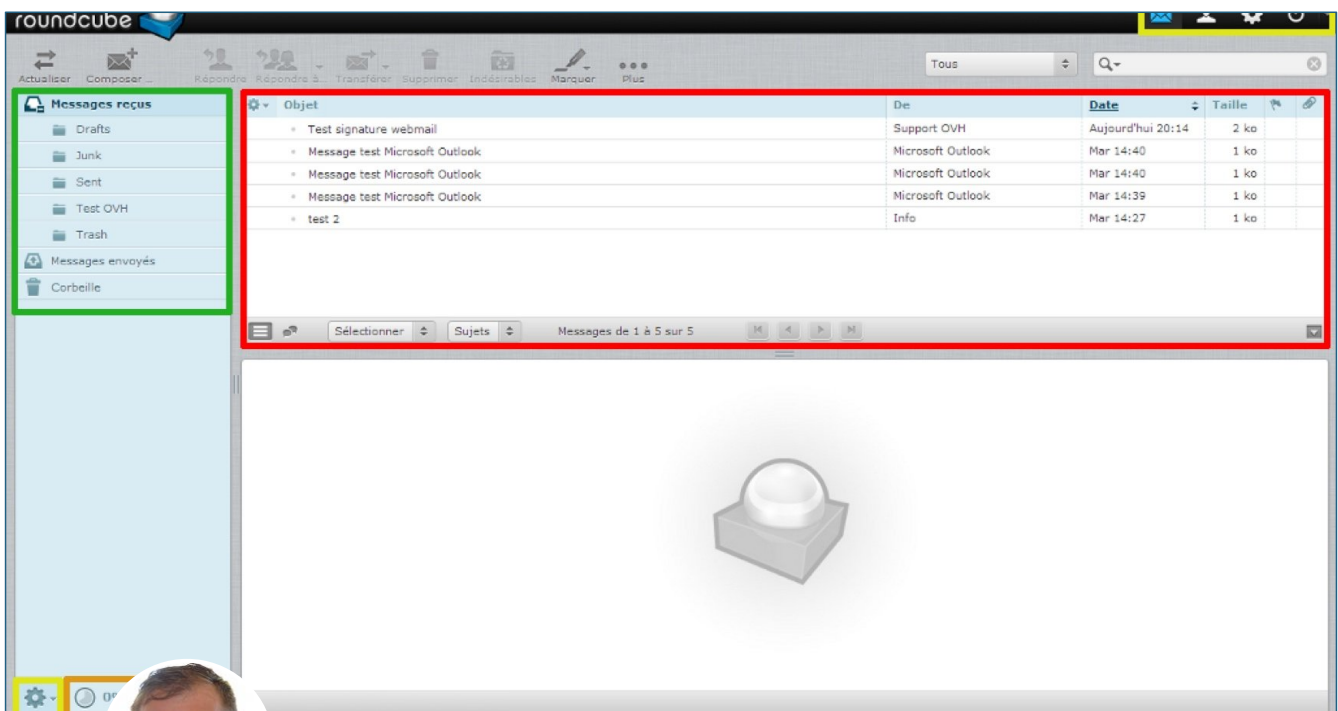 roundcube
Actualiser Composer... Répondre Répondre à... Transférer Supprimer Indésirables Marquer Plus
Tous
Messages reçus
Drafts
Junk
Sent
Test OVH
Trash
Messages envoyés
Corbeille
Objet De Date Taille
Test signature webmail Support OVH Aujourd'hui 20:14 2 ko
Message test Microsoft Outlook Microsoft Outlook Mar 14:40 1 ko
Message test Microsoft Outlook Microsoft Outlook Mar 14:40 1 ko
Message test Microsoft Outlook Microsoft Outlook Mar 14:39 1 ko
test 2 Info Mar 14:27 1 ko
Sélectionner Sujets Messages de 1 à 5 sur 5